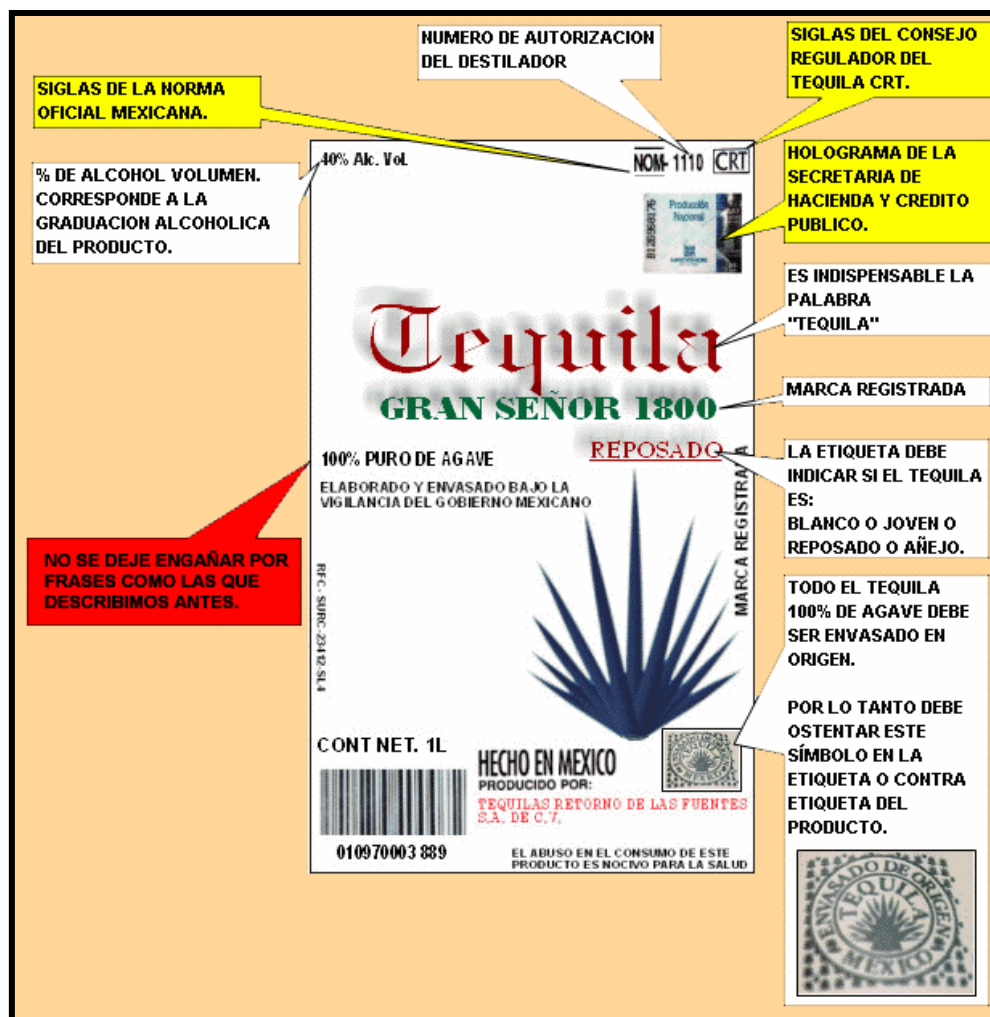 NUMERO DE AUTORIZACION
DEL DESTILADOR
SIGLAS DEL CONSEJO
REGULADOR DEL
TEQUILA CRT.
SIGLAS DE LA NORMA
OFICIAL MEXICANA.
% DE ALCOHOL VOLUMEN.
CORRESPONDE A LA
GRADUACION ALCOHOLICA
DEL PRODUCTO.
40% Alc. Vol.
NOM- 1110 CRT
HOLOGRAMA DE LA
SECRETARIA DE
HACIENDA Y CREDITO
PUBLICO.
Producción
Nacional
ES INDISPENSABLE LA
PALABRA
"TEQUILA"
Tequila
GRAN SEÑOR 1800
MARCA REGISTRADA
REPOSADO
100% PURO DE AGAVE
ELABORADO Y ENVASADO BAJO LA
VIGILANCIA DEL GOBIERNO MEXICANO
MARCA REGISTRADA
LA ETIQUETA DEBE
INDICAR SI EL TEQUILA
ES:
BLANCO O JOVEN O
REPOSADO O AÑEJO.
NO SE DEJE ENGAÑAR POR
FRASES COMO LAS QUE
DESCRIBIMOS ANTES.
RFC- SURC-23412-SL4
TODO EL TEQUILA
100% DE AGAVE DEBE
SER ENVASADO EN
ORIGEN.
POR LO TANTO DEBE
OSTENTAR ESTE
SÍMBOLO EN LA
ETIQUETA O CONTRA
ETIQUETA DEL
PRODUCTO.
CONT NET. 1L
HECHO EN MEXICO
PRODUCIDO POR:
TEQUILAS RETORNO DE LAS FUENTES
S.A. DE C.V.
010970003 889
EL ABUSO EN EL CONSUMO DE ESTE
PRODUCTO ES NOCIVO PARA LA SALUD
ENVASADO DE ORIGEN
TEQUILA
MEXICO